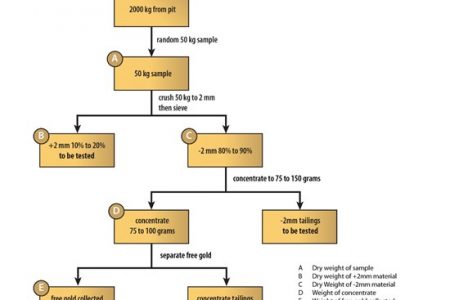 2000 kg from pit
random 50 kg sample
A
50 kg sample
crush 50 kg to 2 mm
then sieve
B
+2 mm 10% to 20%
to be tested
C
-2 mm 80% to 90%
concentrate to 75 to 150 grams
D
concentrate
75 to 100 grams
-2mm tailings
to be tested
separate free gold
E
free gold collected
concentrate tailings
A Dry weight of sample
B Dry weight of +2mm material
C Dry Weight of -2mm material
D Weight of concentrate